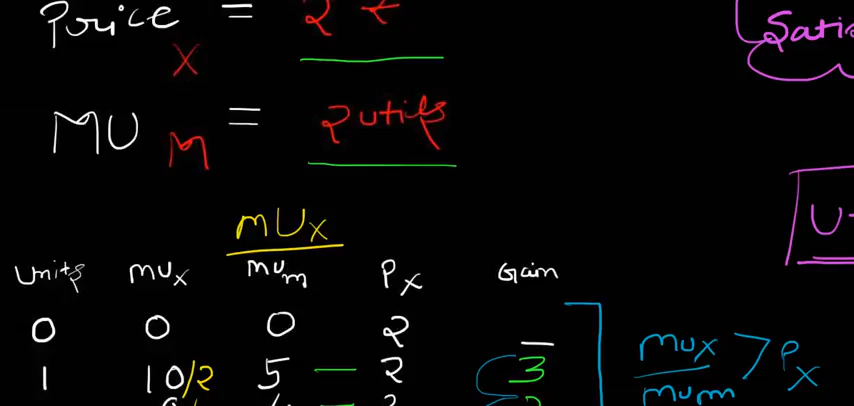 Price X = 2 ₹
Sati
MU M = 2 utils
U
MUx
Units MUx MUm Px Gain
0 0 0 2 —
1 10/2 5 — 2 3
MUx / MUm > Px